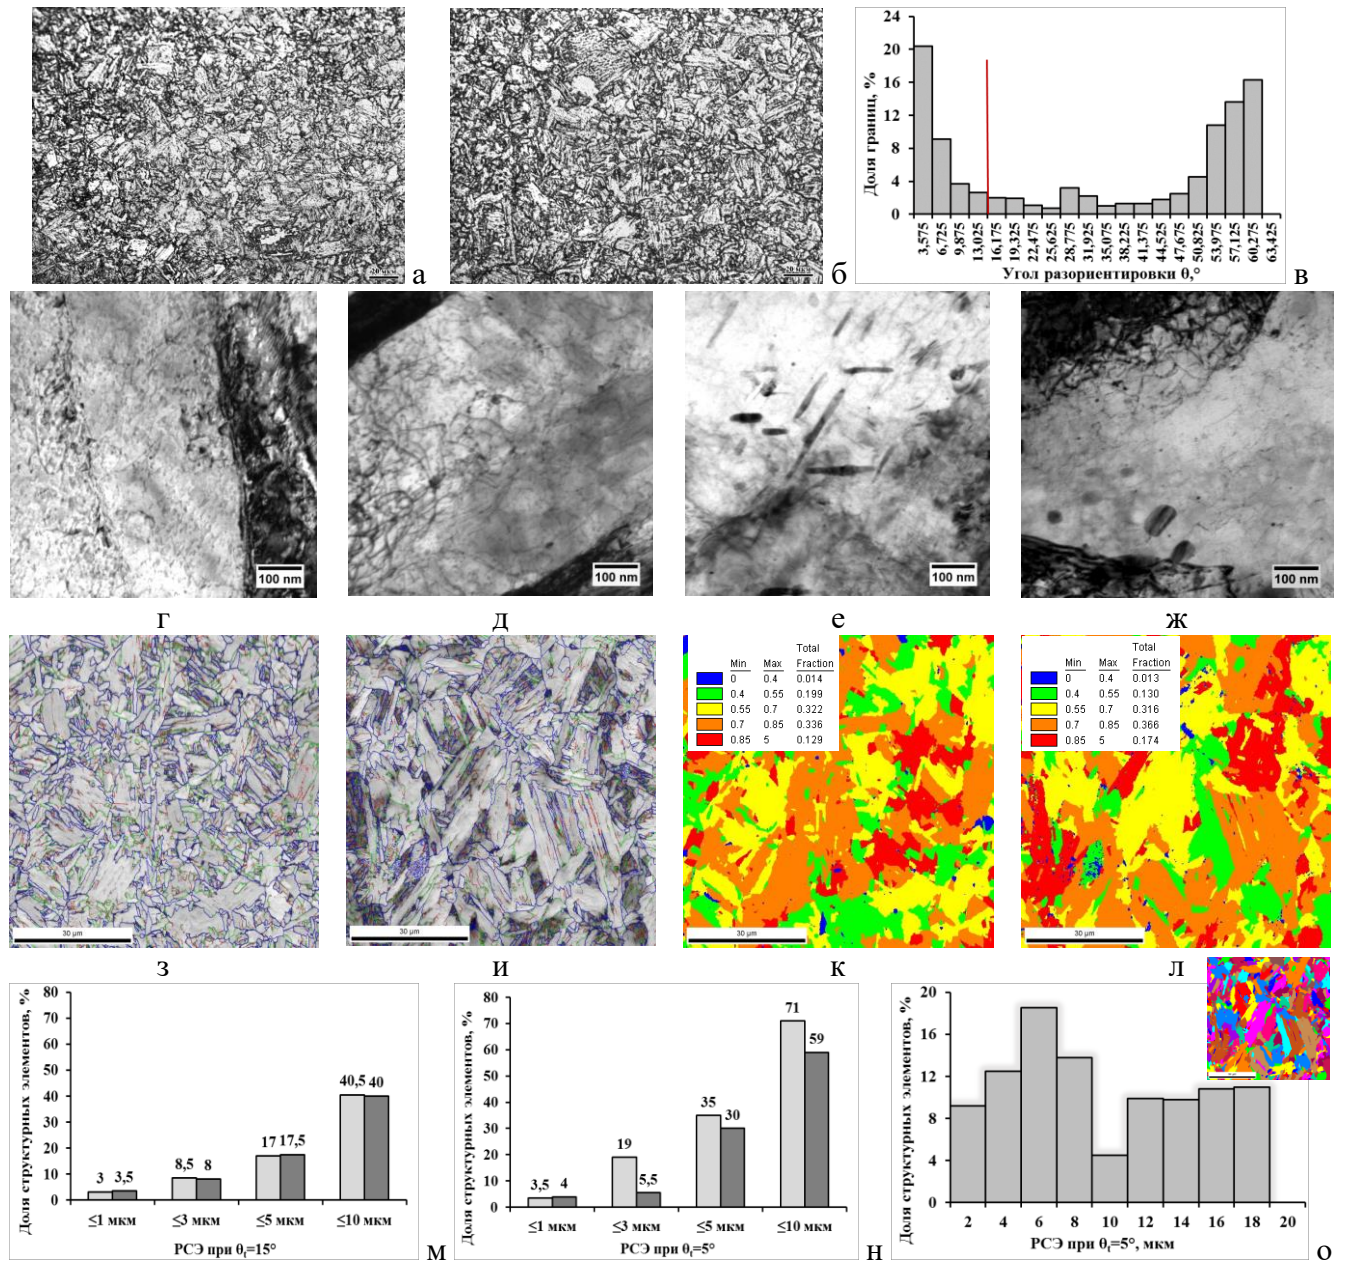 20 мкм
а
20 мкм
б
Доля границ, %
24
20
16
12
8
4
0
3,575
6,725
9,875
13,025
16,175
19,325
22,475
25,625
28,775
31,925
35,075
38,225
41,375
44,525
47,675
50,825
53,975
57,125
60,275
63,425
Угол разориентировки θ,°
в
100 nm
г
100 nm
д
100 nm
е
100 nm
ж
30 μm
з
30 μm
и
Total
Min Max Fraction
0 0.4 0.014
0.4 0.55 0.199
0.55 0.7 0.322
0.7 0.85 0.336
0.85 5 0.129
30 μm
к
Total
Min Max Fraction
0 0.4 0.013
0.4 0.55 0.130
0.55 0.7 0.316
0.7 0.85 0.366
0.85 5 0.174
30 μm
л
Доля структурных элементов, %
80
70
60
50
40
30
20
10
0
3 3,5
8,5 8
17 17,5
40,5 40
≤1 мкм ≤3 мкм ≤5 мкм ≤10 мкм
РСЭ при θt=15°
м
Доля структурных элементов, %
80
70
60
50
40
30
20
10
0
3,5 4
19 5,5
35 30
71 59
≤1 мкм ≤3 мкм ≤5 мкм ≤10 мкм
РСЭ при θt=5°
н
Доля структурных элементов, %
20
16
12
8
4
0
2 4 6 8 10 12 14 16 18 20
РСЭ при θt=5°, мкм
о